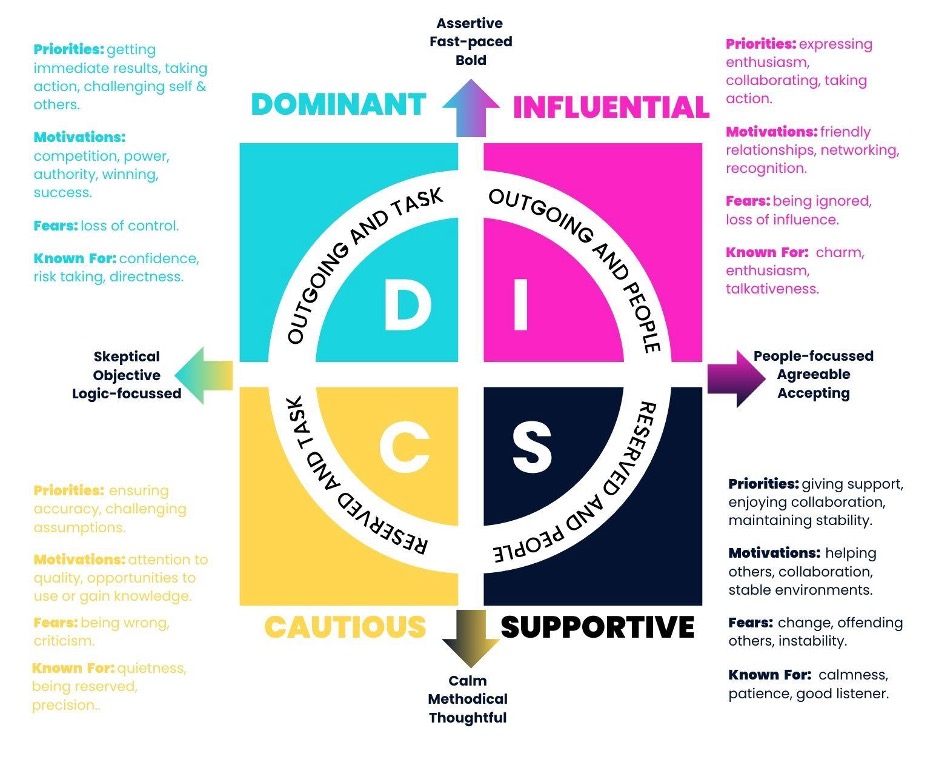 Assertive
Fast-paced
Bold
Priorities: getting
immediate results, taking
action, challenging self &
others.
Motivations:
competition, power,
authority, winning,
success.
Fears: loss of control.
Known For: confidence,
risk taking, directness.
DOMINANT
INFLUENTIAL
Priorities: expressing
enthusiasm,
collaborating, taking
action.
Motivations: friendly
relationships, networking,
recognition.
Fears: being ignored,
loss of influence.
Known For: charm,
enthusiasm,
talkativeness.
OUTGOING AND TASK
OUTGOING AND PEOPLE
D
I
Skeptical
Objective
Logic-focussed
People-focussed
Agreeable
Accepting
C
S
RESERVED AND TASK
RESERVED AND PEOPLE
Priorities: ensuring
accuracy, challenging
assumptions.
Motivations: attention to
quality, opportunities to
use or gain knowledge.
Fears: being wrong,
criticism.
Known For: quietness,
being reserved,
precision..
CAUTIOUS
SUPPORTIVE
Priorities: giving support,
enjoying collaboration,
maintaining stability.
Motivations: helping
others, collaboration,
stable environments.
Fears: change, offending
others, instability.
Known For: calmness,
patience, good listener.
Calm
Methodical
Thoughtful